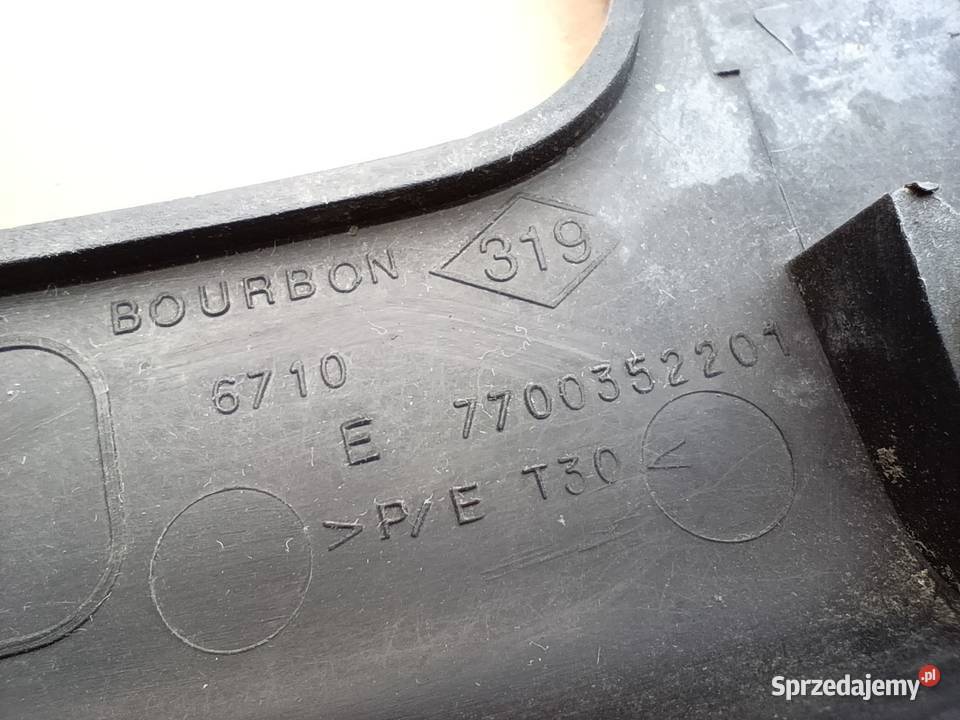 BOURBON 319
6710
E 7700352201
>P/E T30<
Sprzedajemy.pl